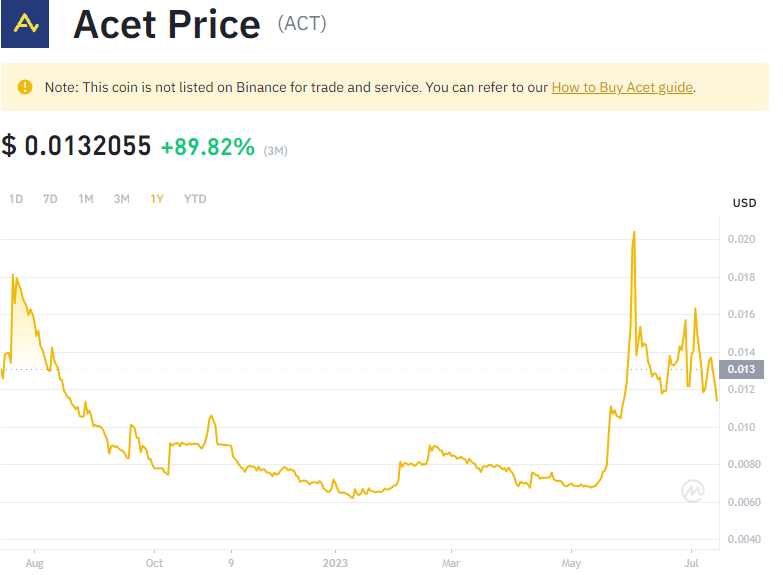 Acet Price (ACT)
Note: This coin is not listed on Binance for trade and service. You can refer to our How to Buy Acet guide.
$ 0.0132055 +89.82% (3M)
1D 7D 1M 3M 1Y YTD
USD
0.020
0.018
0.016
0.014
0.013
0.012
0.010
0.0080
0.0060
0.0040
Aug Oct 9 2023 Mar May Jul